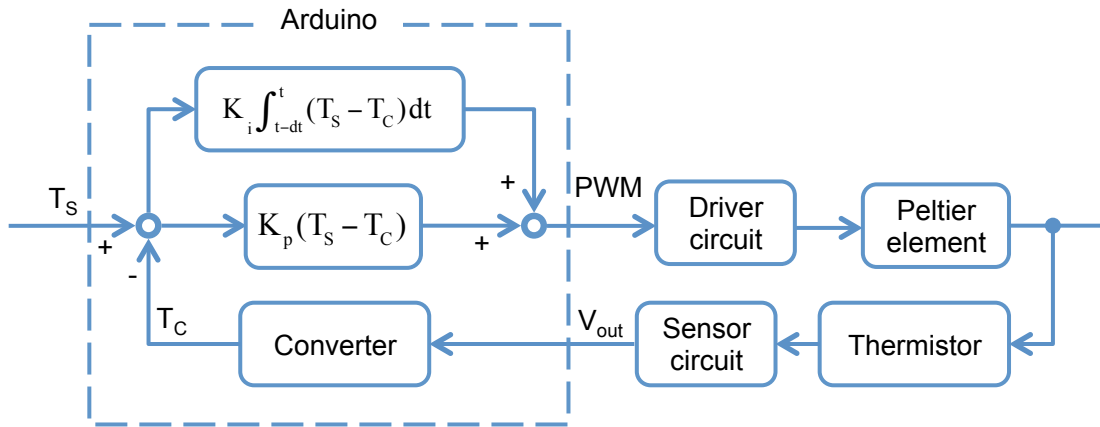 Arduino
K_i ∫_{t-dt}^{t} (T_S − T_C) dt
T_S
+
-
K_p (T_S − T_C)
+
+
PWM
Driver
circuit
Peltier
element
T_C
Converter
V_out
Sensor
circuit
Thermistor